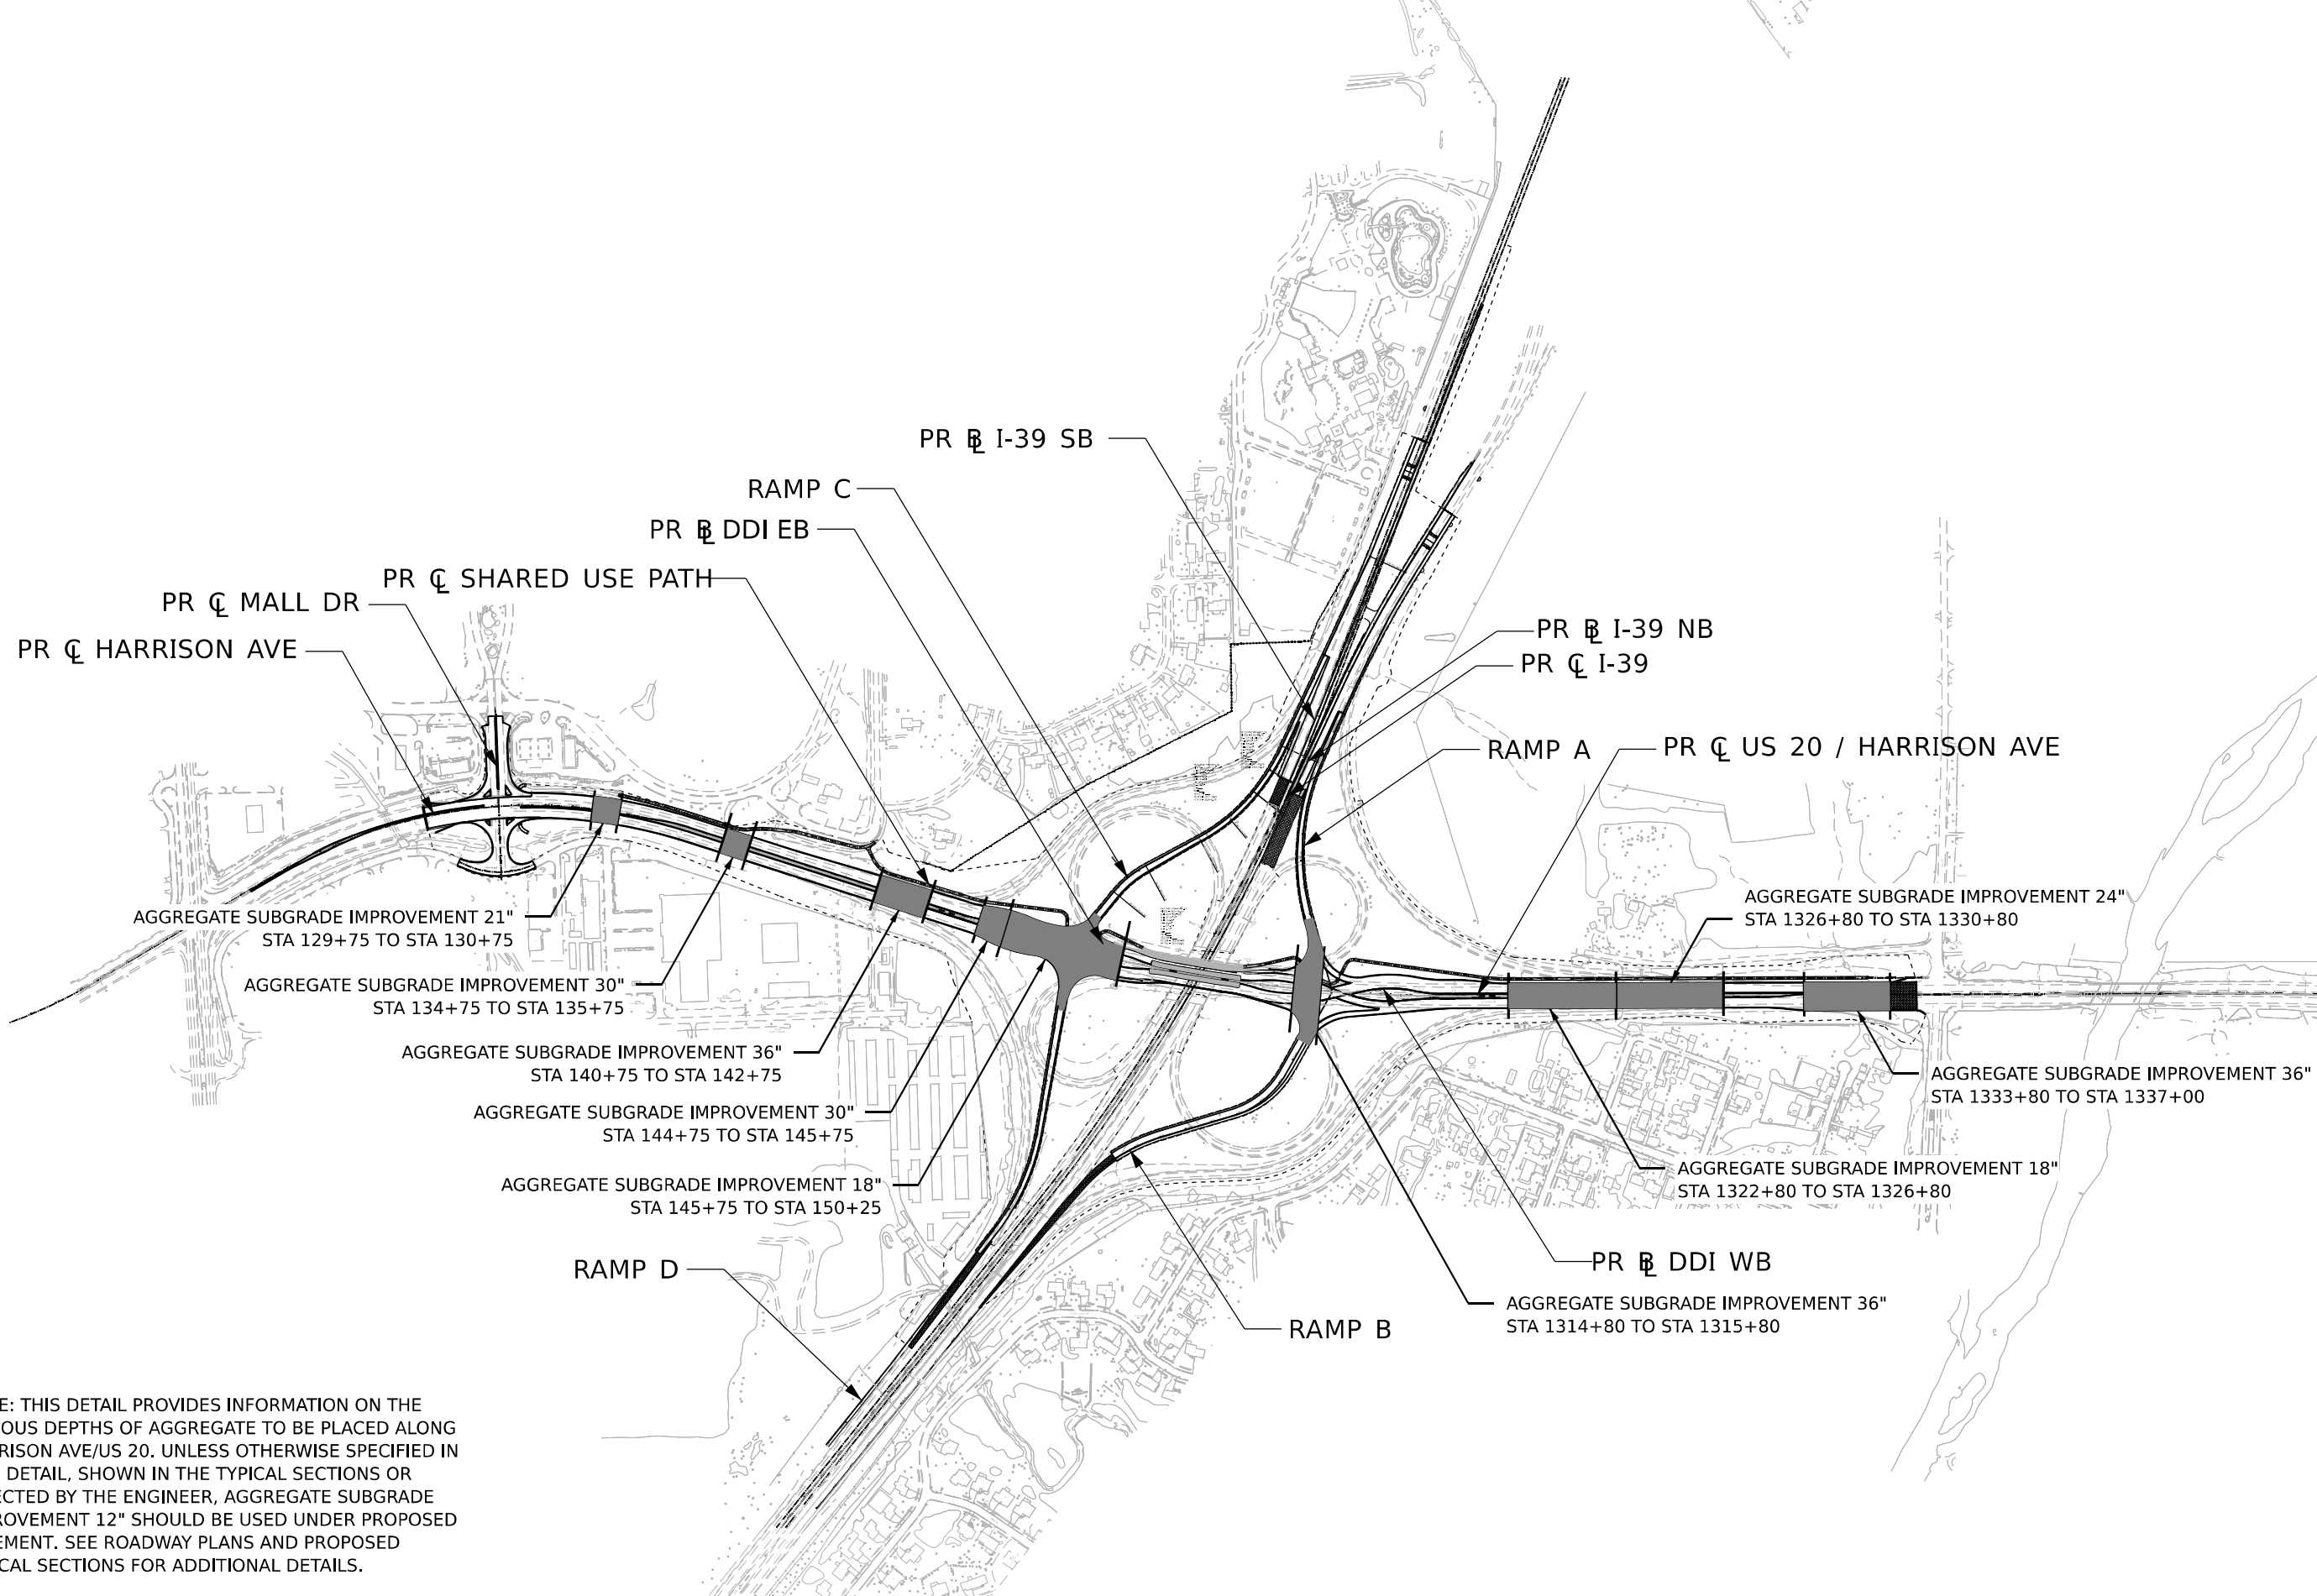 PR ℄ I-39 SB
RAMP C
PR ⅊ DDI EB
PR ℄ SHARED USE PATH
PR ℄ MALL DR
PR ℄ HARRISON AVE
PR ⅊ I-39 NB
PR ℄ I-39
RAMP A
PR ℄ US 20 / HARRISON AVE
AGGREGATE SUBGRADE IMPROVEMENT 24"
STA 1326+80 TO STA 1330+80
AGGREGATE SUBGRADE IMPROVEMENT 21"
STA 129+75 TO STA 130+75
AGGREGATE SUBGRADE IMPROVEMENT 30"
STA 134+75 TO STA 135+75
AGGREGATE SUBGRADE IMPROVEMENT 36"
STA 140+75 TO STA 142+75
AGGREGATE SUBGRADE IMPROVEMENT 30"
STA 144+75 TO STA 145+75
AGGREGATE SUBGRADE IMPROVEMENT 18"
STA 145+75 TO STA 150+25
AGGREGATE SUBGRADE IMPROVEMENT 36"
STA 1333+80 TO STA 1337+00
AGGREGATE SUBGRADE IMPROVEMENT 18"
STA 1322+80 TO STA 1326+80
RAMP D
PR BL DDI WB
AGGREGATE SUBGRADE IMPROVEMENT 36"
STA 1314+80 TO STA 1315+80
RAMP B
E: THIS DETAIL PROVIDES INFORMATION ON THE
OUS DEPTHS OF AGGREGATE TO BE PLACED ALONG
RISON AVE/US 20. UNLESS OTHERWISE SPECIFIED IN
DETAIL, SHOWN IN THE TYPICAL SECTIONS OR
ECTED BY THE ENGINEER, AGGREGATE SUBGRADE
ROVEMENT 12" SHOULD BE USED UNDER PROPOSED
EMENT. SEE ROADWAY PLANS AND PROPOSED
CAL SECTIONS FOR ADDITIONAL DETAILS.